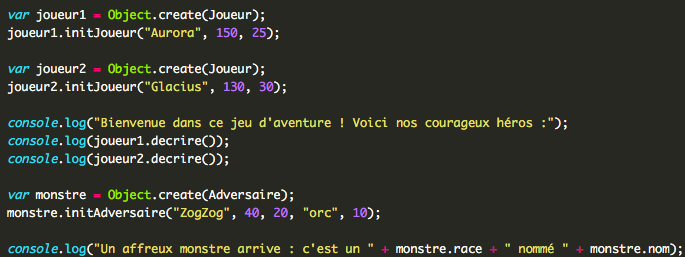 var joueur1 = Object.create(Joueur);
joueur1.initJoueur("Aurora", 150, 25);
var joueur2 = Object.create(Joueur);
joueur2.initJoueur("Glacius", 130, 30);
console.log("Bienvenue dans ce jeu d'aventure ! Voici nos courageux héros :");
console.log(joueur1.decrire());
console.log(joueur2.decrire());
var monstre = Object.create(Adversaire);
monstre.initAdversaire("ZogZog", 40, 20, "orc", 10);
console.log("Un affreux monstre arrive : c'est un " + monstre.race + " nommé " + monstre.nom);